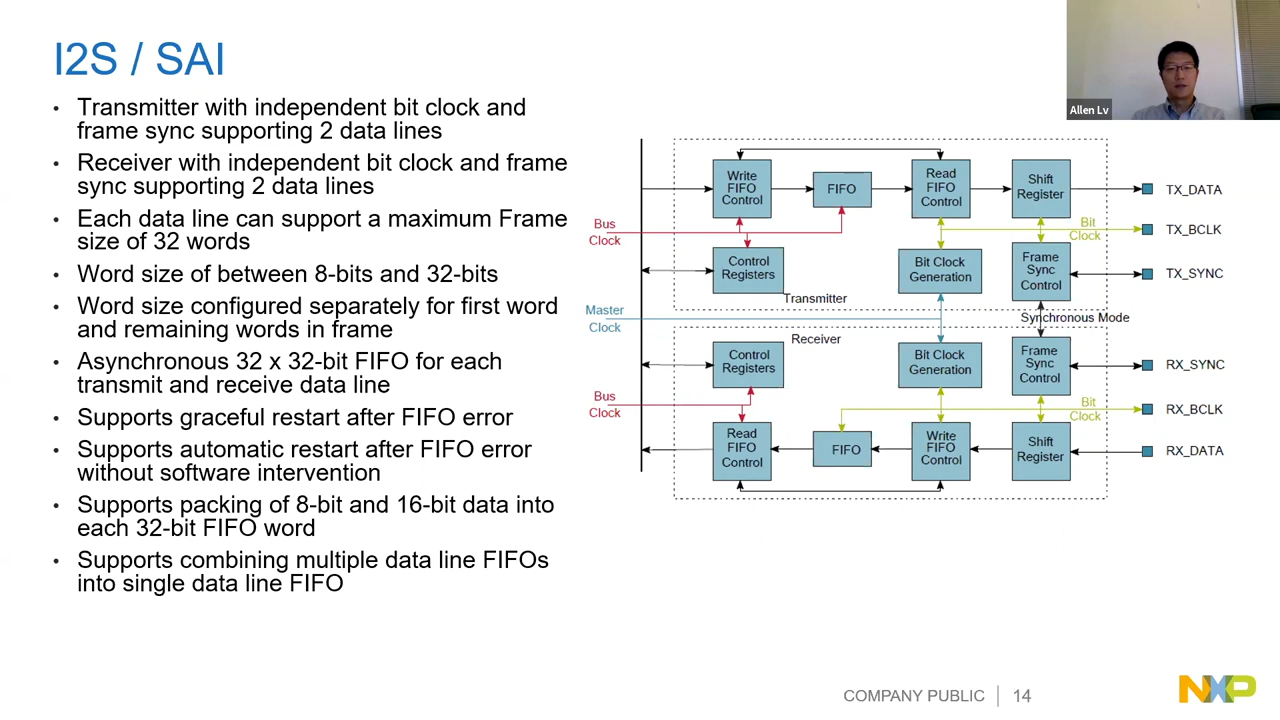 I2S / SAI
• Transmitter with independent bit clock and
frame sync supporting 2 data lines
• Receiver with independent bit clock and frame
sync supporting 2 data lines
• Each data line can support a maximum Frame
size of 32 words
• Word size of between 8-bits and 32-bits
• Word size configured separately for first word
and remaining words in frame
• Asynchronous 32 x 32-bit FIFO for each
transmit and receive data line
• Supports graceful restart after FIFO error
• Supports automatic restart after FIFO error
without software intervention
• Supports packing of 8-bit and 16-bit data into
each 32-bit FIFO word
• Supports combining multiple data line FIFOs
into single data line FIFO
Allen Lv
Write
FIFO
Control
FIFO
Read
FIFO
Control
Shift
Register
TX_DATA
Bus
Clock
Bit
Clock
TX_BCLK
Control
Registers
Bit Clock
Generation
Frame
Sync
Control
TX_SYNC
Transmitter
Master
Clock
Synchronous Mode
Receiver
Control
Registers
Bit Clock
Generation
Frame
Sync
Control
RX_SYNC
Bus
Clock
Bit
Clock
RX_BCLK
Read
FIFO
Control
FIFO
Write
FIFO
Control
Shift
Register
RX_DATA
COMPANY PUBLIC
14
NXP